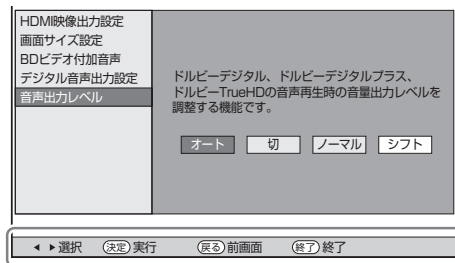 HDMI映像出力設定
画面サイズ設定
BDビデオ付加音声
デジタル音声出力設定
音声出力レベル
ドルビーデジタル、ドルビーデジタルプラス、
ドルビーTrueHDの音声再生時の音量出力レベルを
調整する機能です。
オート 切 ノーマル シフト
選択 決定 実行 戻る 前画面 終了 終了